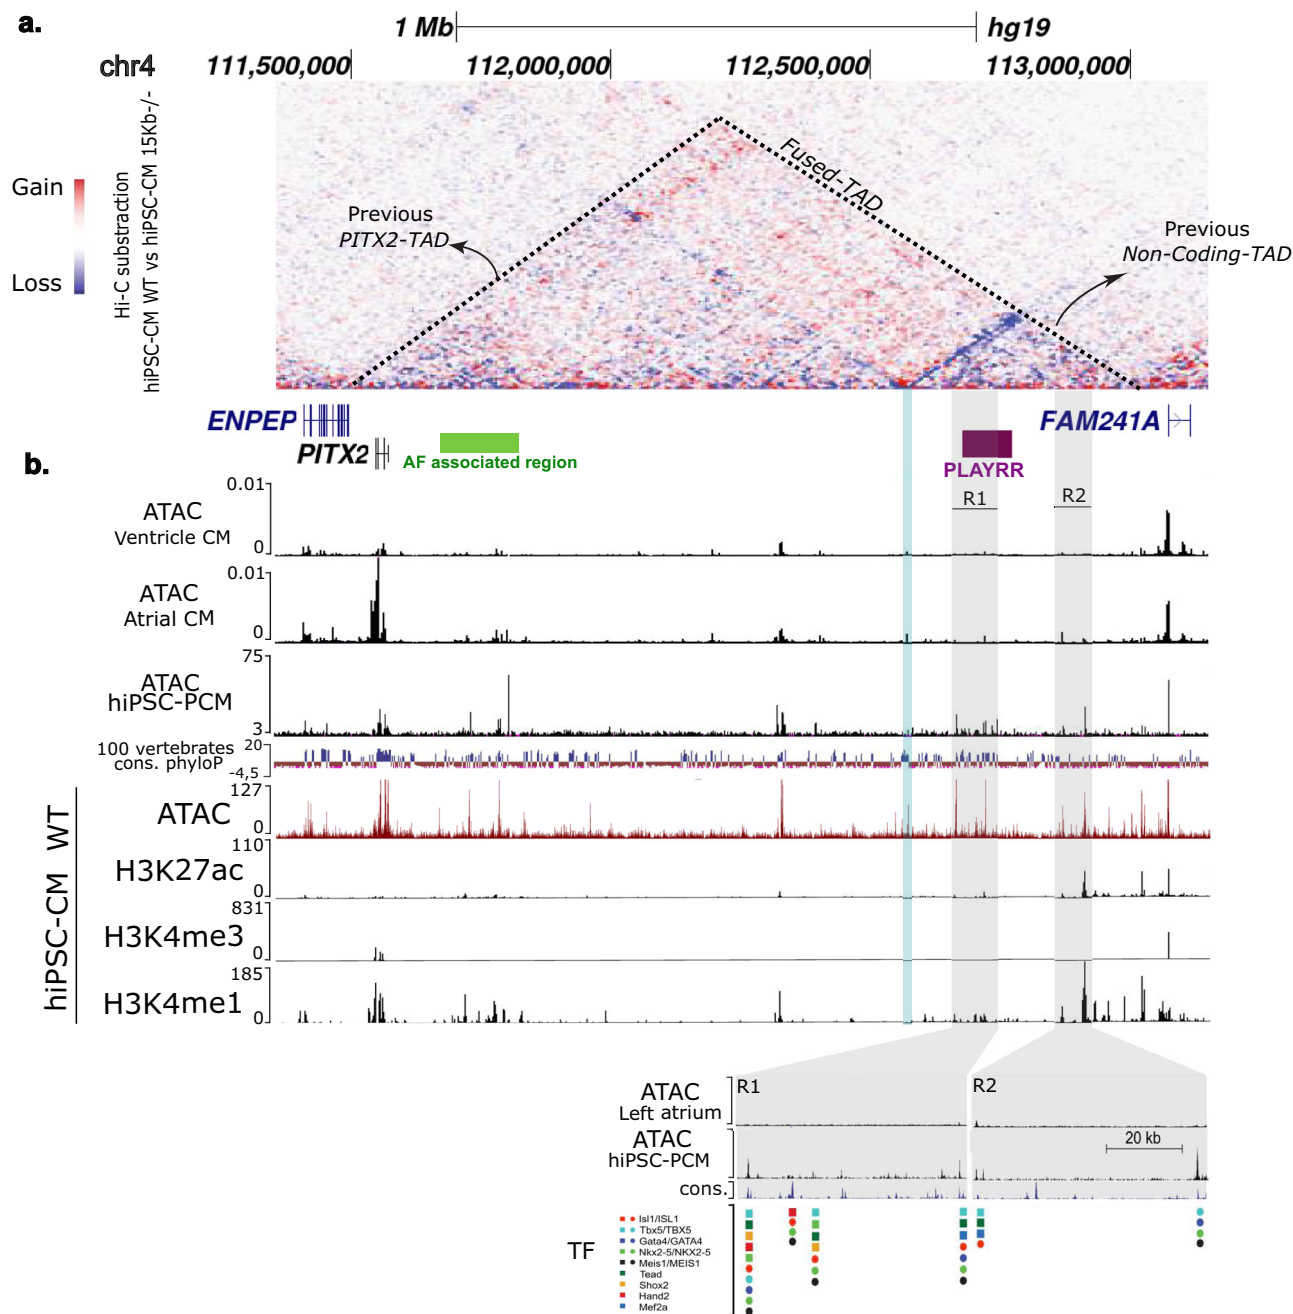 a.
1 Mb
hg19
chr4
111,500,000
112,000,000
112,500,000
113,000,000
Hi-C substraction
hiPSC-CM WT vs hiPSC-CM 15Kb-/-
Gain
Loss
Previous
PITX2-TAD
Fused-TAD
Previous
Non-Coding-TAD
ENPEP
PITX2
AF associated region
PLAYRR
FAM241A
b.
R1
R2
ATAC
Ventricle CM
0.01
0
ATAC
Atrial CM
0.01
0
ATAC
hiPSC-PCM
75
3
100 vertebrates
cons. phyloP
20
-4,5
hiPSC-CM WT
ATAC
127
0
H3K27ac
110
0
H3K4me3
831
0
H3K4me1
185
0
ATAC
Left atrium
R1
R2
ATAC
hiPSC-PCM
20 kb
cons.
TF
Isl1/ISL1
Tbx5/TBX5
Gata4/GATA4
Nkx2-5/NKX2-5
Meis1/MEIS1
Tead
Shox2
Hand2
Mef2a